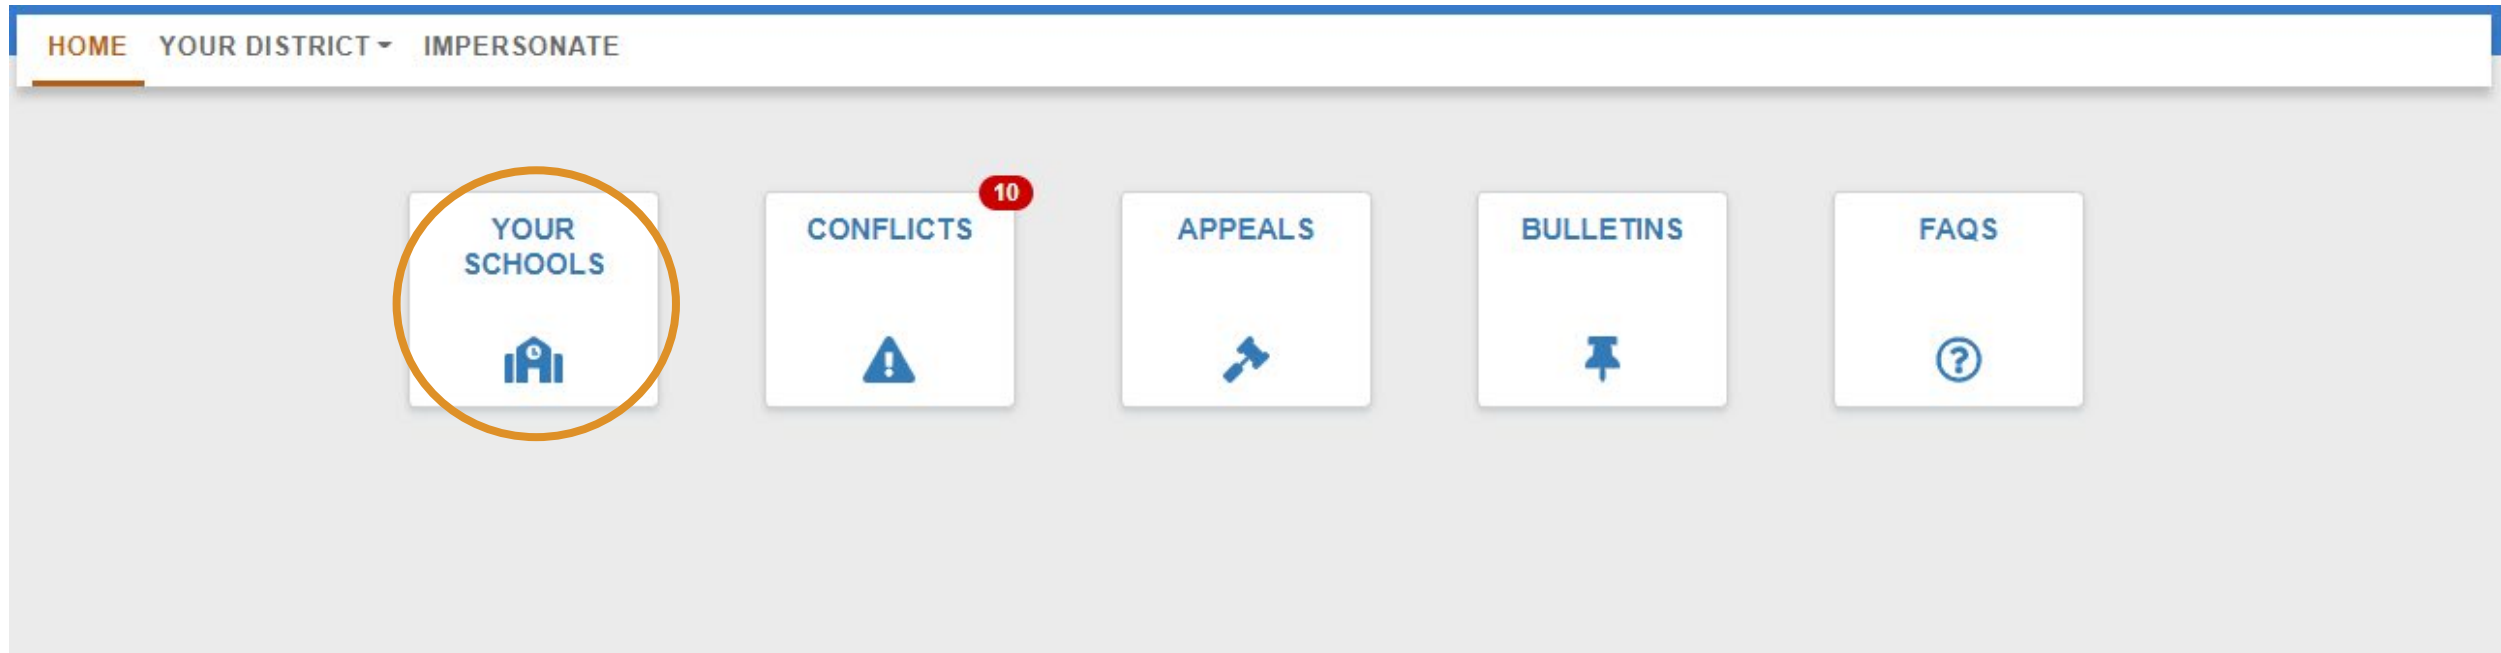 HOME YOUR DISTRICT IMPERSONATE
YOUR
SCHOOLS
CONFLICTS
10
APPEALS
BULLETINS
FAQS